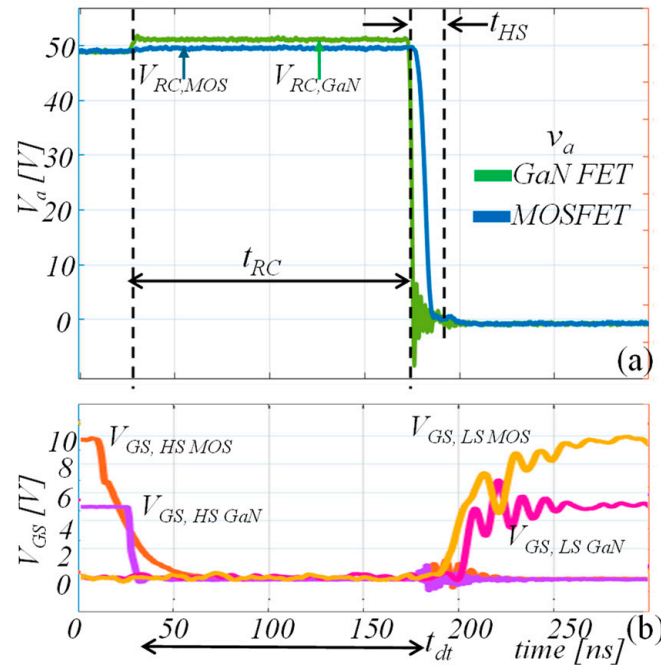 t_HS
50
V_RC,MOS
V_RC,GaN
40
v_a
30
GaN FET
V_a [V]
MOSFET
20
t_RC
10
0
(a)
10
V_GS, HS MOS
V_GS, LS MOS
8
V_GS, HS GaN
6
V_GS [V]
4
V_GS, LS GaN
2
0
0
50
100
150
200
250
(b)
t_dt
time [ns]